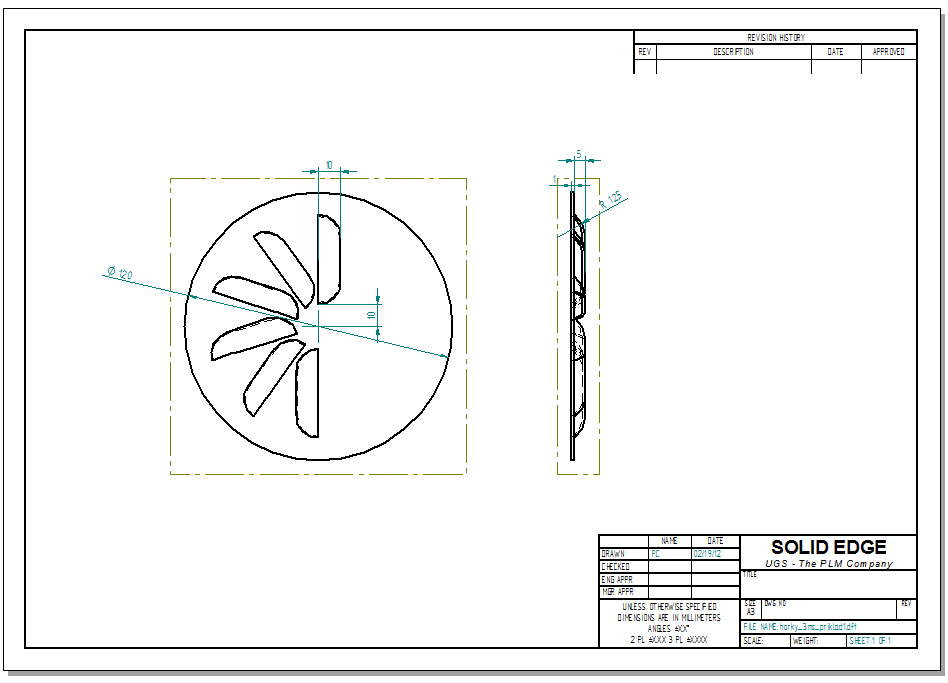 REVISION HISTORY
REV DESCRIPTION DATE APPROVED
10
5
1
R 125
Ø 120
10
NAME DATE
DRAWN PC 02/19/12
CHECKED
ENG APPR
MGR APPR
UNLESS OTHERWISE SPECIFIED
DIMENSIONS ARE IN MILLIMETERS
ANGLES ±X.X°
2 PL ±X.XX 3 PL ±X.XXX
SOLID EDGE
UGS - The PLM Company
TITLE
SIZE DWG NO REV
A3
FILE NAME: horky_3ms_priklad1.dft
SCALE: WEIGHT: SHEET 1 OF 1